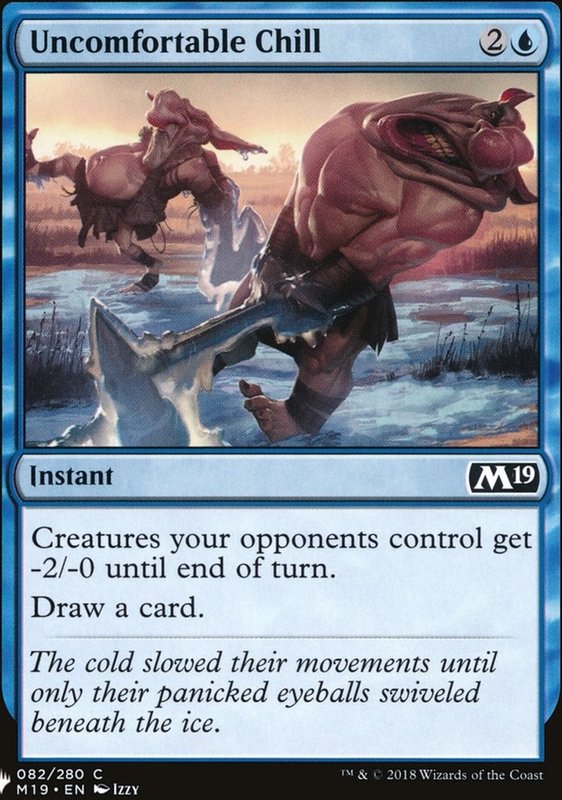 Uncomfortable Chill 2
Instant M19
Creatures your opponents control get
-2/-0 until end of turn.
Draw a card.
The cold slowed their movements until
only their panicked eyeballs swiveled
beneath the ice.
082/280 C
M19 • EN Izzy
™ & © 2018 Wizards of the Coast